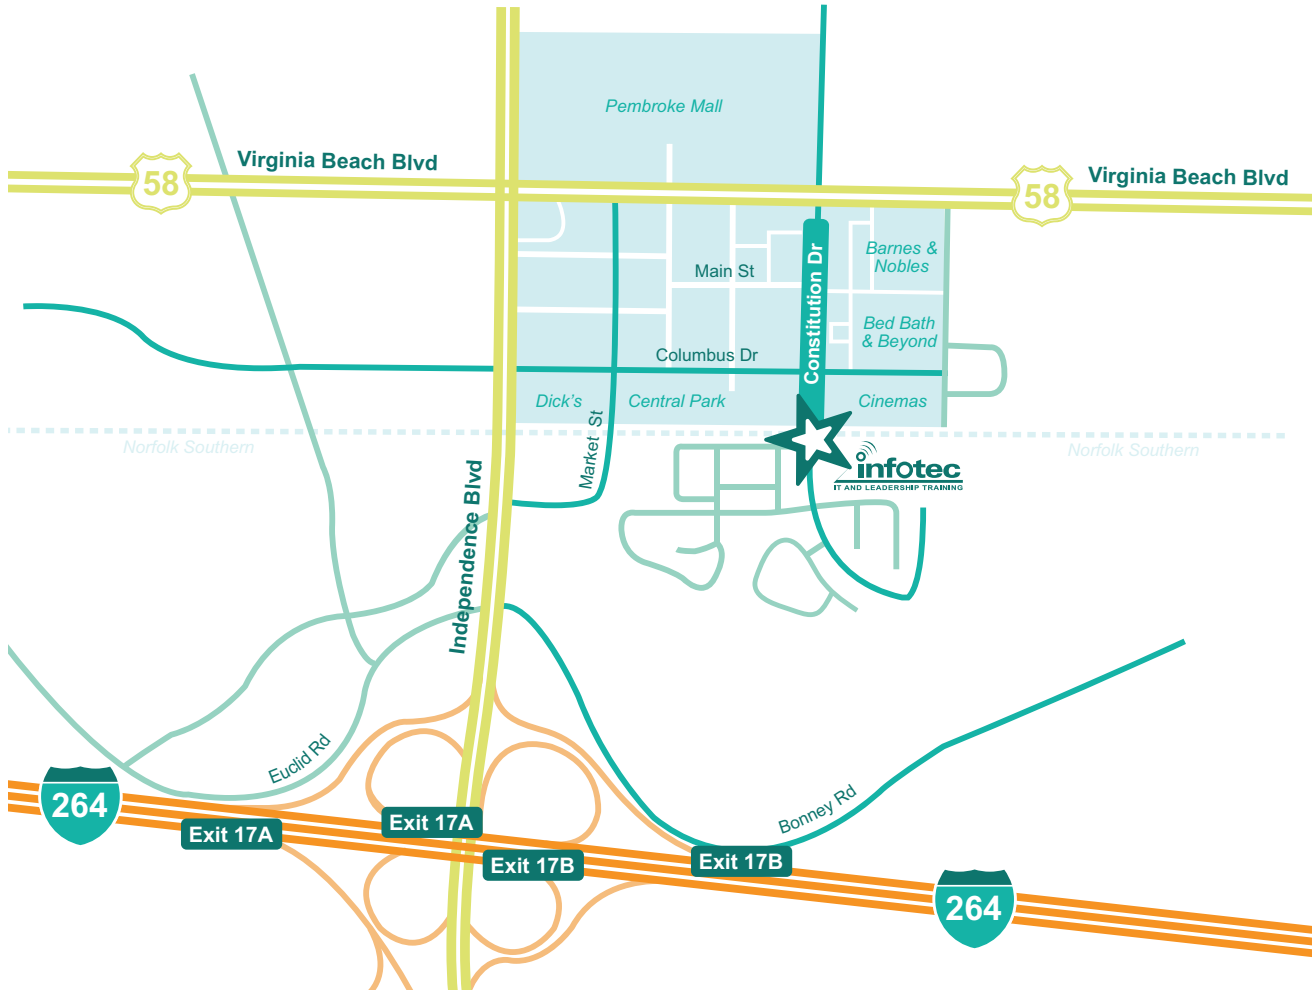 Pembroke Mall
Virginia Beach Blvd
58
Virginia Beach Blvd
58
Constitution Dr
Barnes &
Nobles
Main St
Bed Bath
& Beyond
Columbus Dr
Dick's
Central Park
Cinemas
Market St
Norfolk Southern
Norfolk Southern
infotec
IT AND LEADERSHIP TRAINING
Independence Blvd
Euclid Rd
264
Exit 17A
Exit 17A
Exit 17B
Exit 17B
Bonney Rd
264